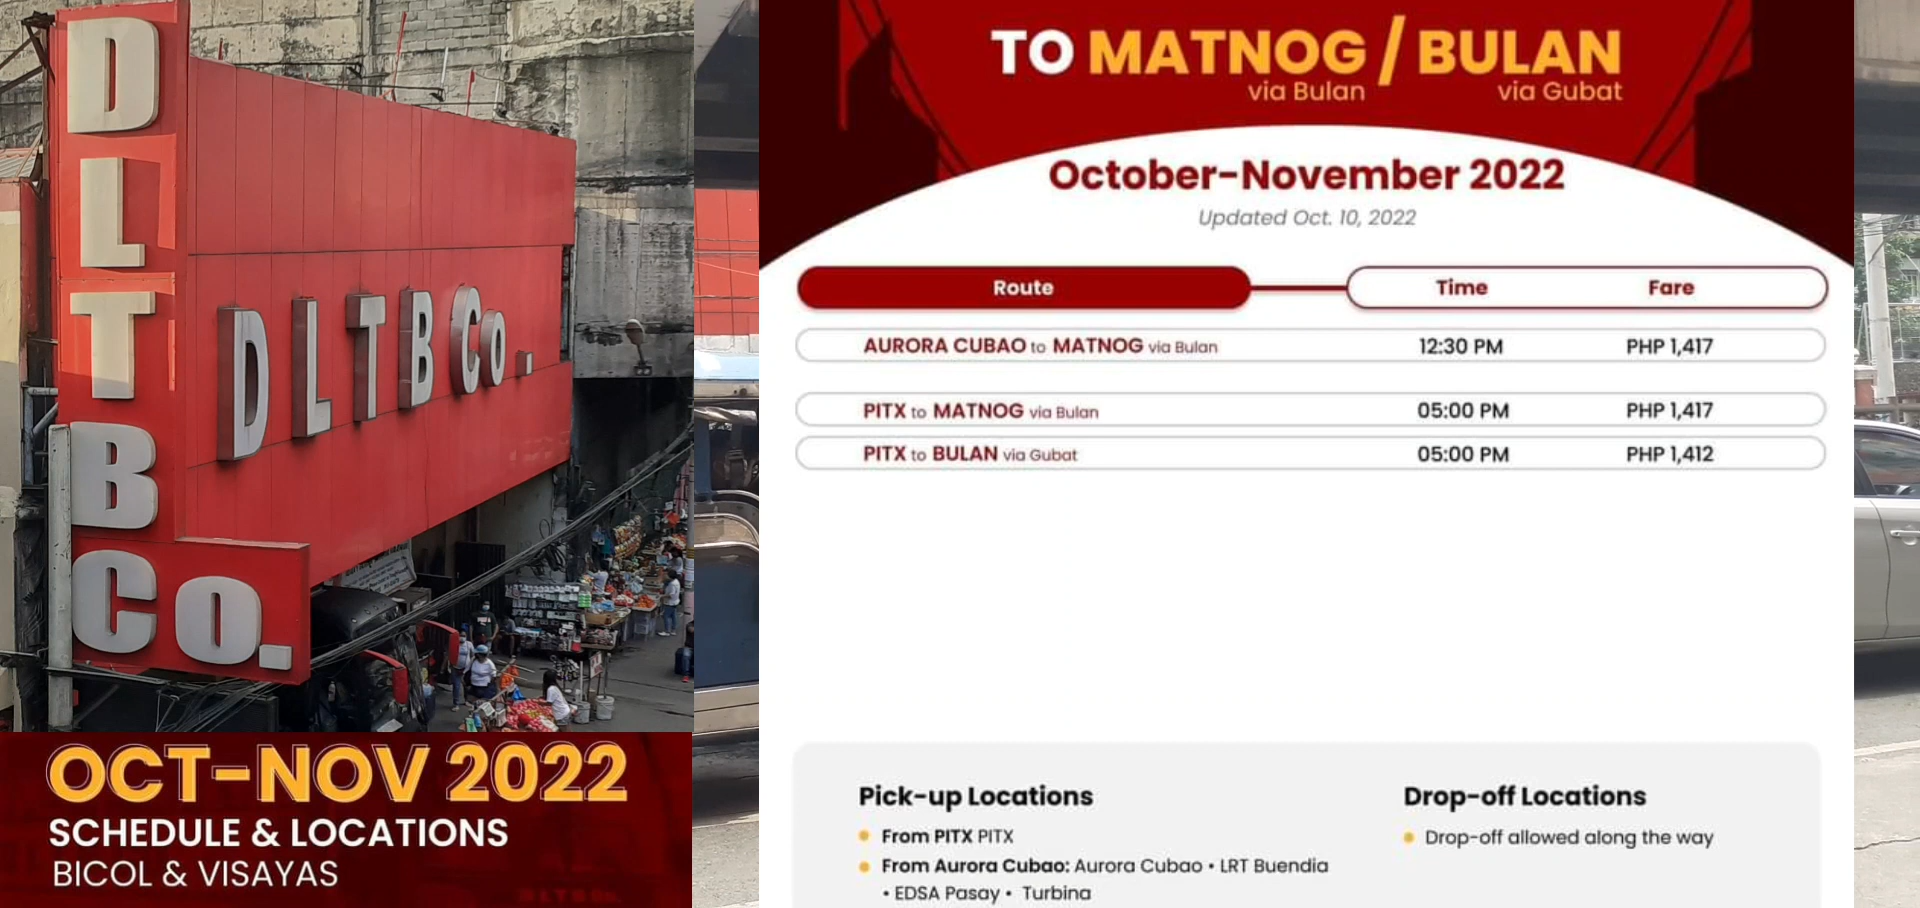 DLTBCo.
DLTBCo.
OCT-NOV 2022
SCHEDULE & LOCATIONS
BICOL & VISAYAS
TO MATNOG / BULAN
via Bulan via Gubat
October-November 2022
Updated Oct. 10, 2022
Route Time Fare
AURORA CUBAO to MATNOG via Bulan 12:30 PM PHP 1,417
PITX to MATNOG via Bulan 05:00 PM PHP 1,417
PITX to BULAN via Gubat 05:00 PM PHP 1,412
Pick-up Locations
• From PITX PITX
• From Aurora Cubao: Aurora Cubao • LRT Buendia
• EDSA Pasay • Turbina
Drop-off Locations
• Drop-off allowed along the way